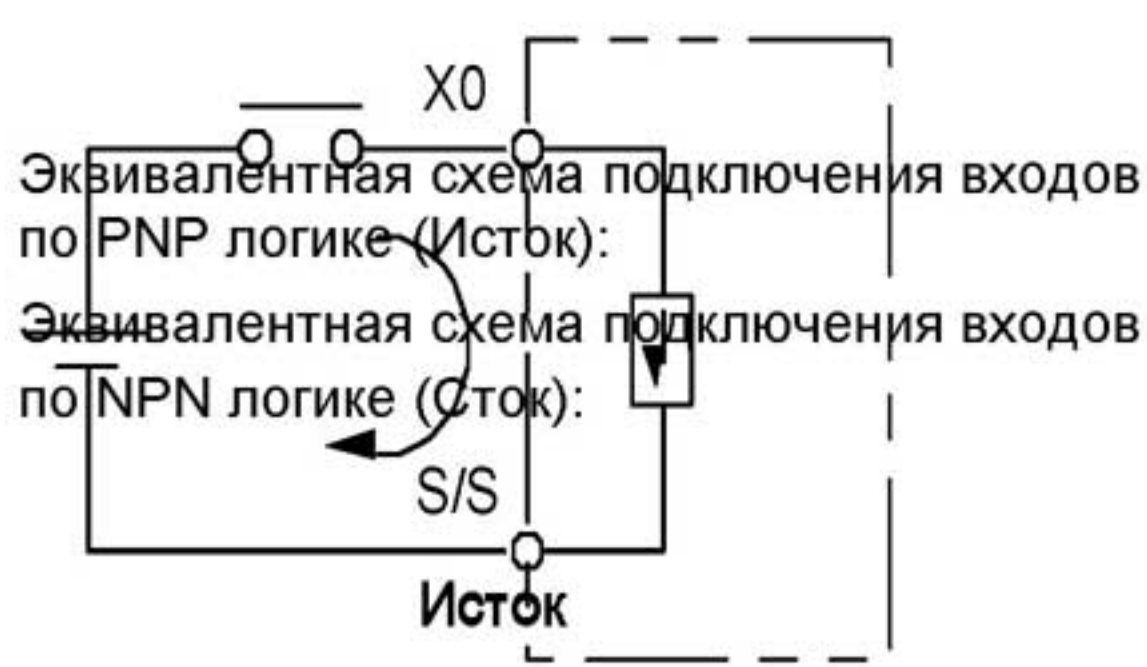 X0
Эквивалентная схема подключения входов
по PNP логике (Исток):
Эквивалентная схема подключения входов
по NPN логике (Сток):
S/S
Исток